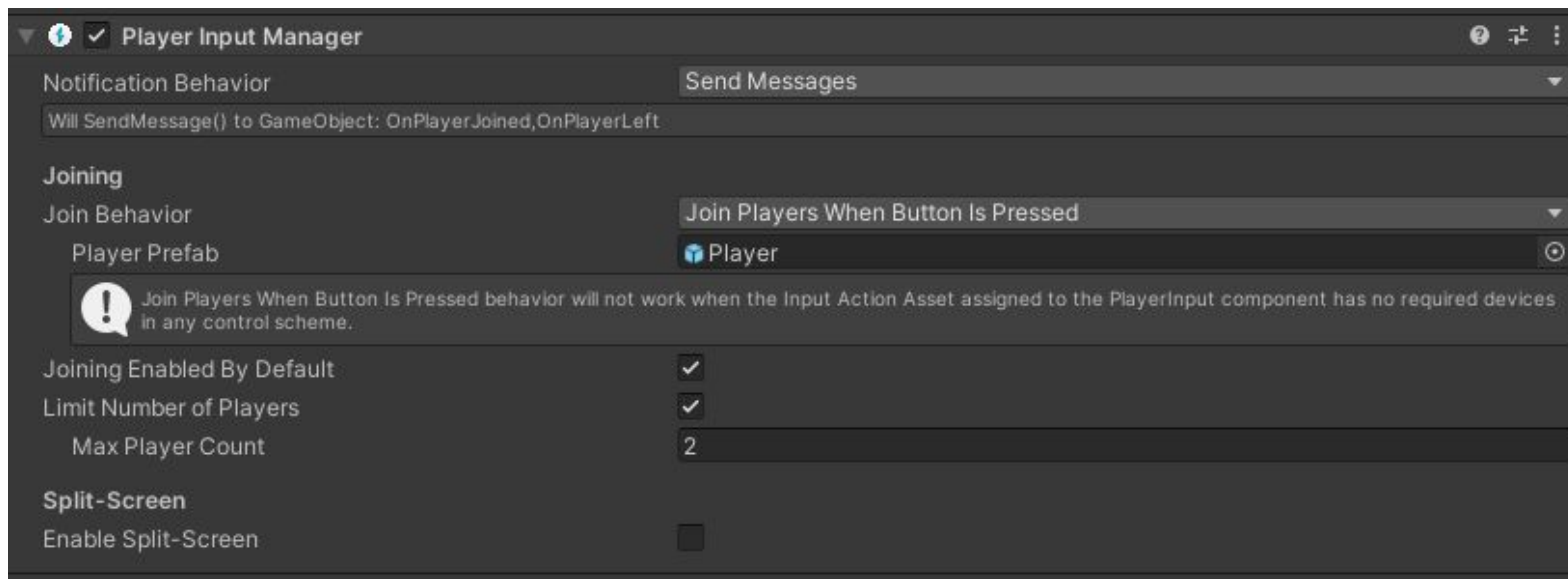 Player Input Manager
Notification Behavior
Send Messages
Will SendMessage() to GameObject: OnPlayerJoined,OnPlayerLeft
Joining
Join Behavior
Join Players When Button Is Pressed
Player Prefab
Player
Join Players When Button Is Pressed behavior will not work when the Input Action Asset assigned to the PlayerInput component has no required devices
in any control scheme.
Joining Enabled By Default
Limit Number of Players
Max Player Count
2
Split-Screen
Enable Split-Screen